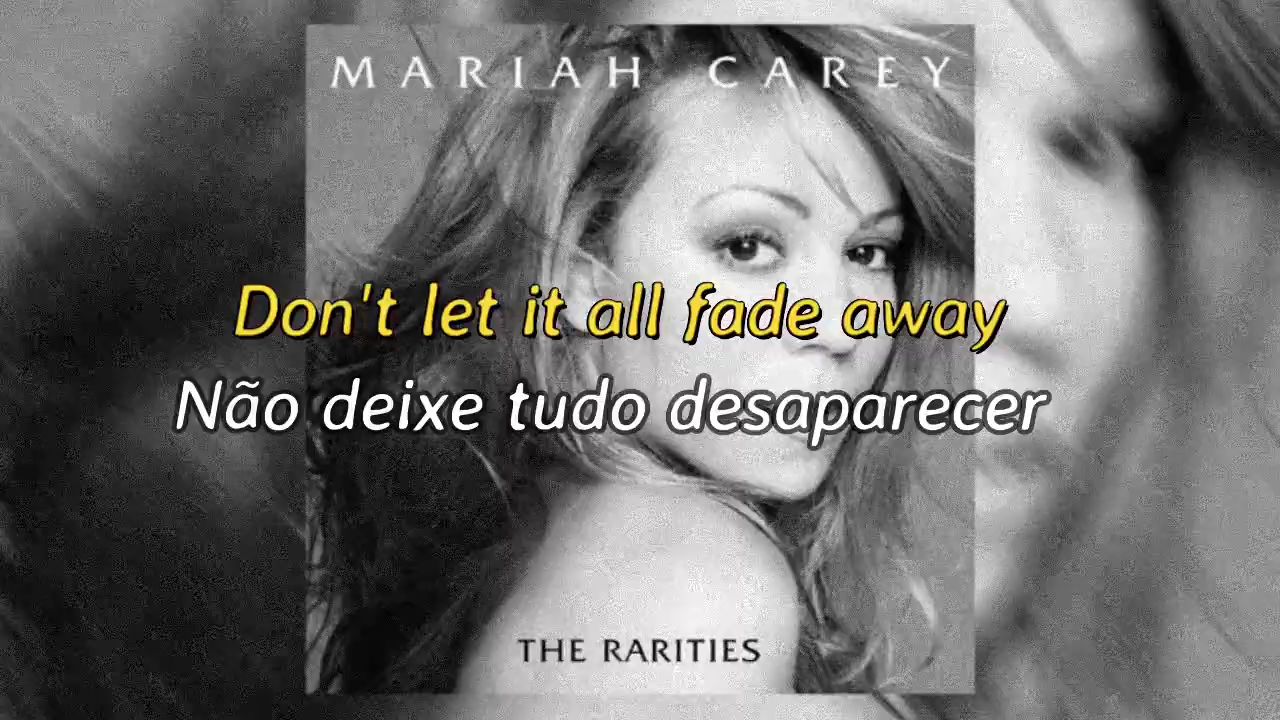 MARIAH CAREY
Don't let it all fade away
Não deixe tudo desaparecer
THE RARITIES